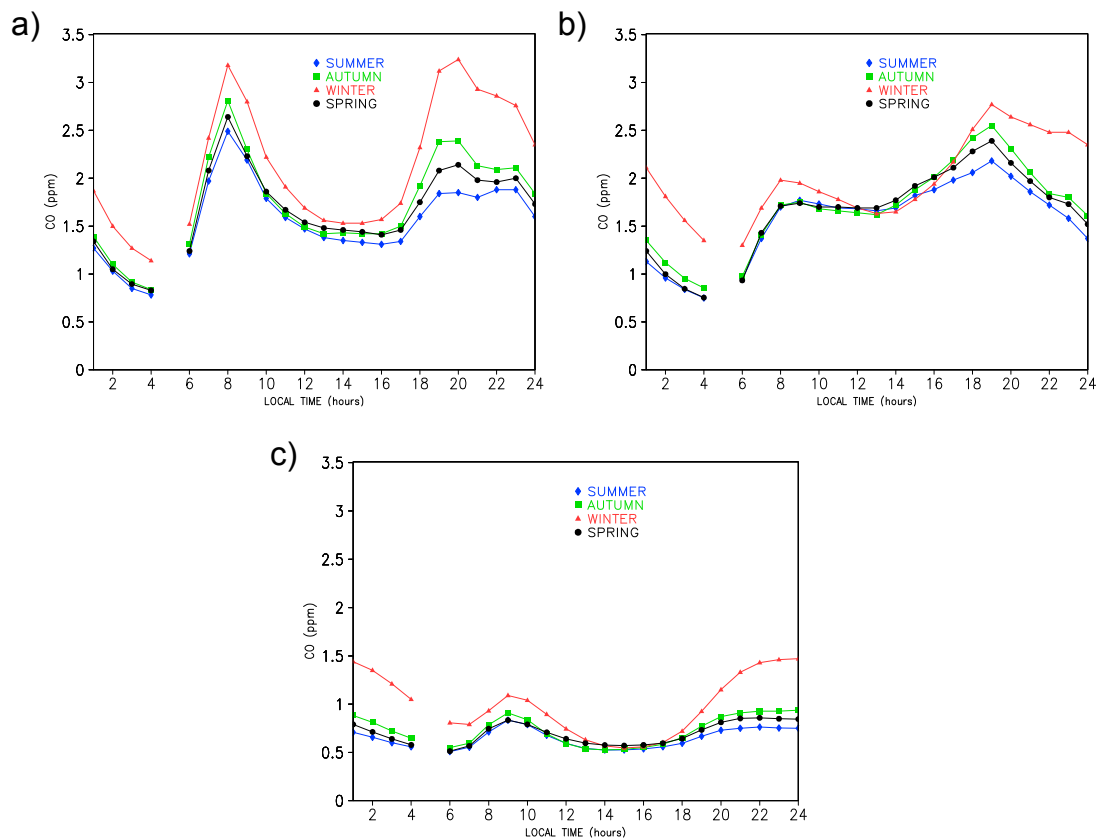 a)
3.5
3
2.5
2
1.5
1
0.5
0
CO (ppm)
SUMMER
AUTUMN
WINTER
SPRING
2 4 6 8 10 12 14 16 18 20 22 24
LOCAL TIME (hours)
b)
3.5
3
2.5
2
1.5
1
0.5
0
CO (ppm)
SUMMER
AUTUMN
WINTER
SPRING
2 4 6 8 10 12 14 16 18 20 22 24
LOCAL TIME (hours)
c)
3.5
3
2.5
2
1.5
1
0.5
0
CO (ppm)
SUMMER
AUTUMN
WINTER
SPRING
2 4 6 8 10 12 14 16 18 20 22 24
LOCAL TIME (hours)